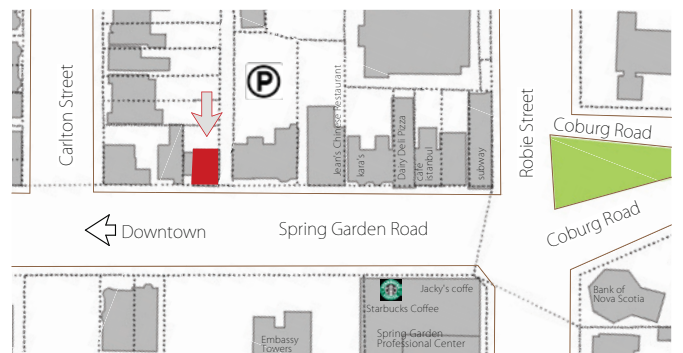 Carlton Street
P
Jean's Chinese Restaurant
kara's
Dairy Deli Pizza
cafe
istanbul
subway
Robie Street
Coburg Road
Coburg Road
Downtown
Spring Garden Road
Jacky's coffe
Starbucks Coffee
Spring Garden
Professional Center
Embassy
Towers
Bank of
Nova Scotia